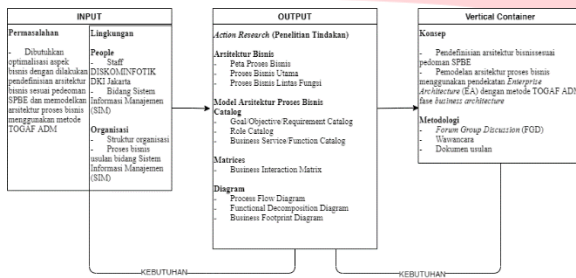 INPUT
Permasalahan
- Dibutuhkan
optimalisasi aspek
bisnis dengan dilakukan
pendefinisian arsitektur
bisnis sesuai pedoman
SPBE dan memodelkan
arsitektur proses bisnis
menggunakan metode
TOGAF ADM
Lingkungan
People
- Staff
DISKOMINFOTIK
DKI Jakarta
- Bidang Sistem
Informasi Manajemen
(SIM)
Organisasi
- Struktur organisasi
- Proses bisnis
usulan bidang Sistem
Informasi Manajemen
(SIM)
OUTPUT
Action Research (Penelitian Tindakan)
Arsitektur Bisnis
- Peta Proses Bisnis
- Proses Bisnis Utama
- Proses Bisnis Lintas Fungsi
Model Arsitektur Proses Bisnis
Catalog
- Goal/Objective/Requirement Catalog
- Role Catalog
- Business Service/Function Catalog
Matrices
- Business Interaction Matrix
Diagram
- Process Flow Diagram
- Functional Decomposition Diagram
- Business Footprint Diagram
Vertical Container
Konsep
- Pendefinisian arsitektur bisnissesuai
pedoman SPBE
- Pemodelan arsitektur proses bisnis
menggunakan pendekatan Enterprise
Architecture (EA) dengan metode TOGAF ADM
fase business architecture
Metodologi
- Forum Group Discussion (FGD)
- Wawancara
- Dokumen usulan
KEBUTUHAN
KEBUTUHAN